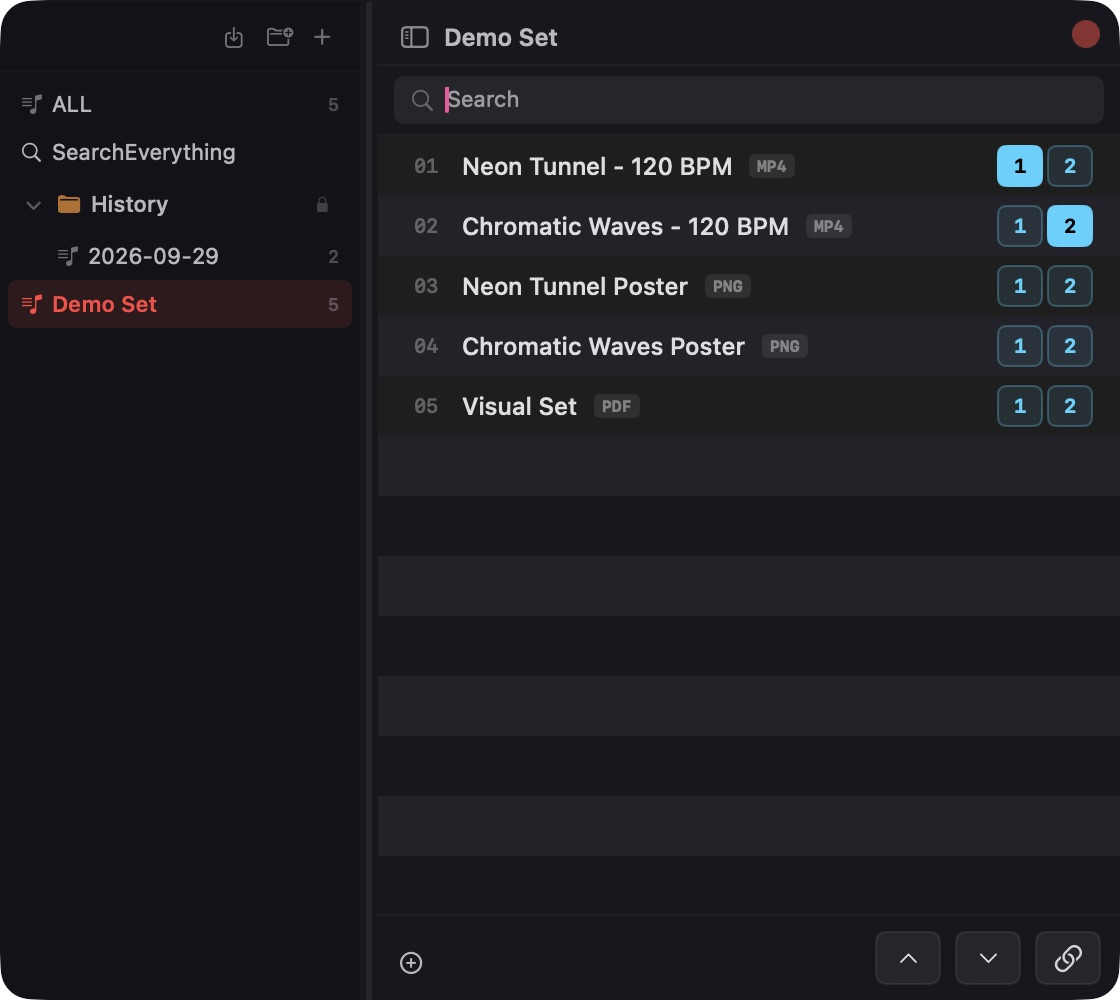 ALL 5
SearchEverything
History
2026-09-29 2
Demo Set 5
Demo Set
Search
01 Neon Tunnel - 120 BPM MP4 1 2
02 Chromatic Waves - 120 BPM MP4 1 2
03 Neon Tunnel Poster PNG 1 2
04 Chromatic Waves Poster PNG 1 2
05 Visual Set PDF 1 2